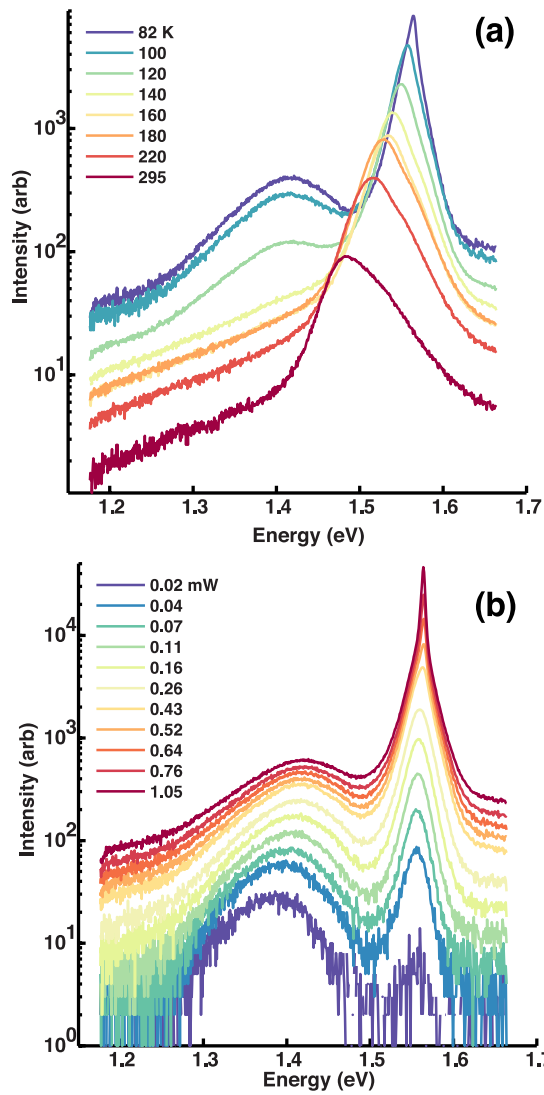 (a)
82 K
100
120
140
160
180
220
295
10³
10²
10¹
Intensity (arb)
1.2 1.3 1.4 1.5 1.6 1.7
Energy (eV)
(b)
0.02 mW
0.04
0.07
0.11
0.16
0.26
0.43
0.52
0.64
0.76
1.05
10⁴
10³
10²
10¹
10⁰
Intensity (arb)
1.2 1.3 1.4 1.5 1.6 1.7
Energy (eV)